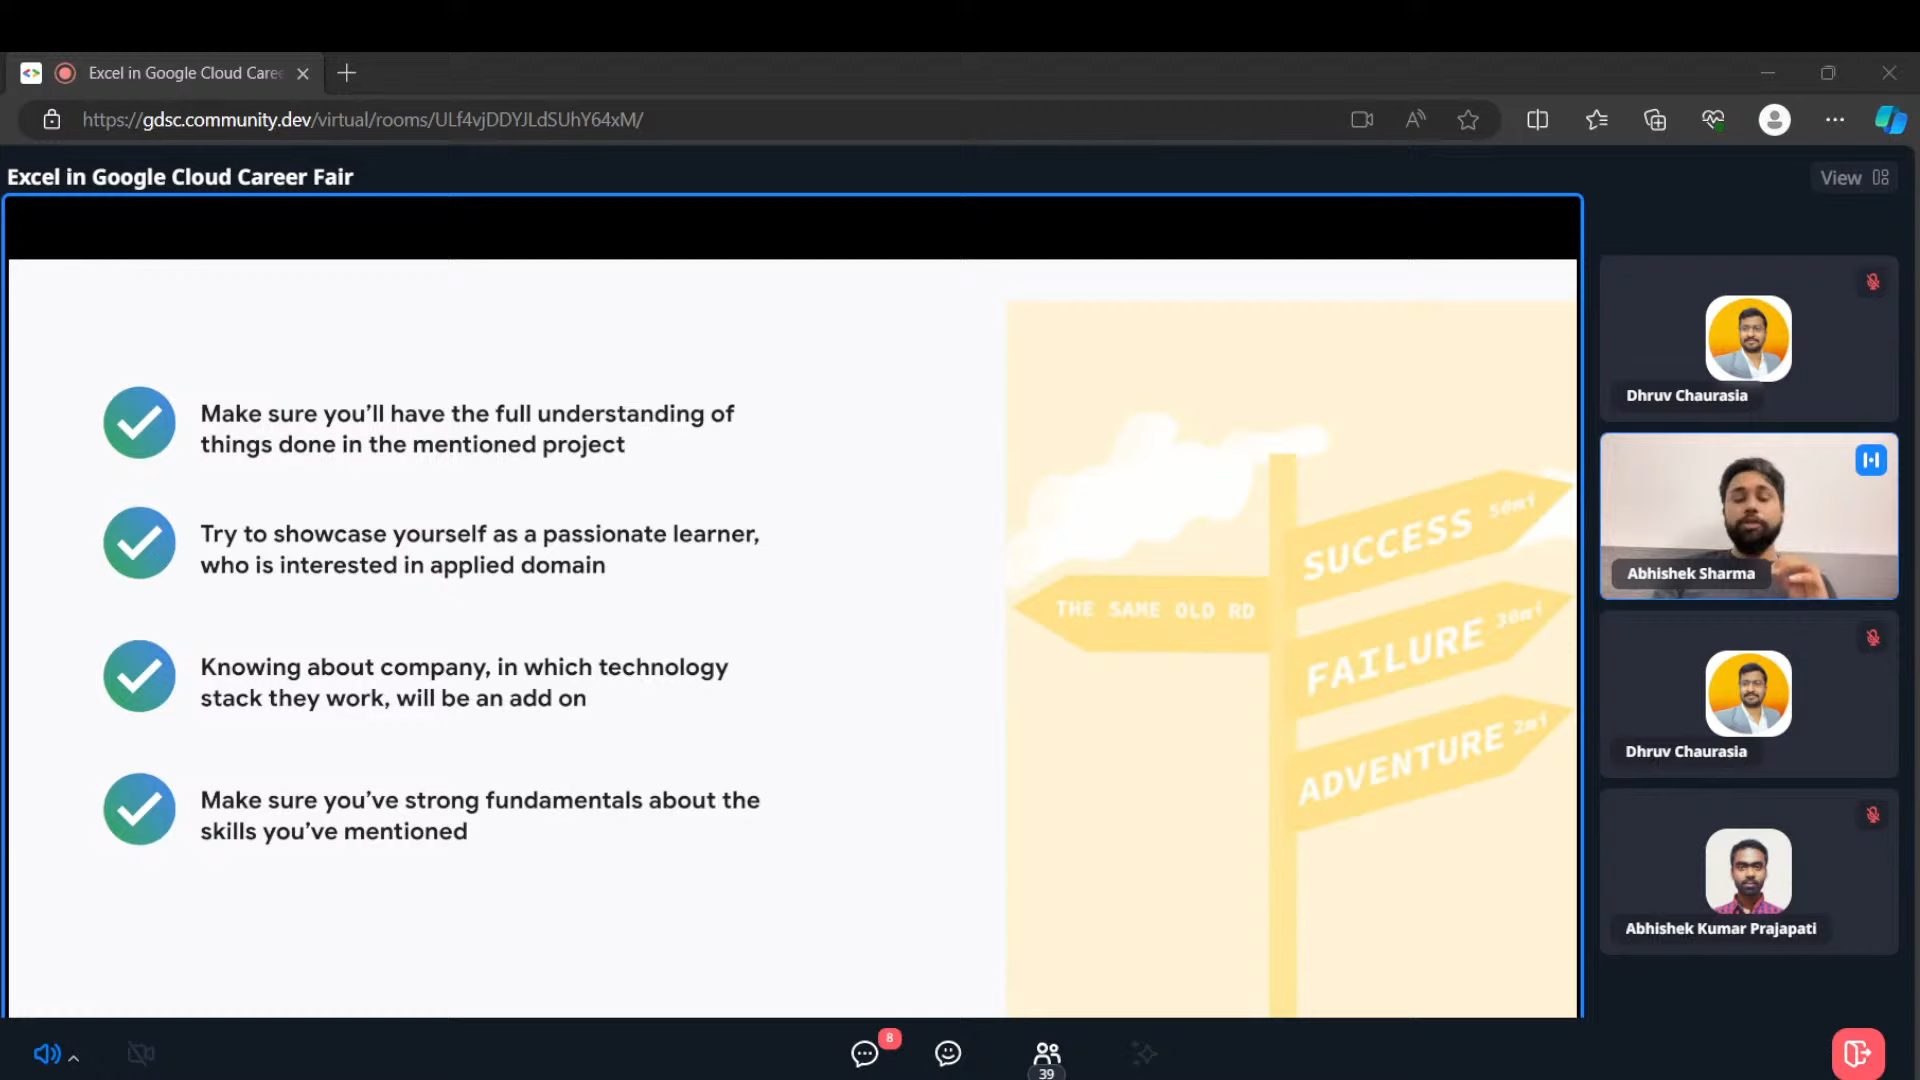 Excel in Google Cloud Caree
https://gdsc.community.dev/virtual/rooms/ULf4vjDDYJLdSUhY64xM/
Excel in Google Cloud Career Fair
View
Make sure you’ll have the full understanding of
things done in the mentioned project
Try to showcase yourself as a passionate learner,
who is interested in applied domain
Knowing about company, in which technology
stack they work, will be an add on
Make sure you’ve strong fundamentals about the
skills you’ve mentioned
SUCCESS 50mi
THE SAME OLD RD
FAILURE 30mi
ADVENTURE 2mi
Dhruv Chaurasia
Abhishek Sharma
Dhruv Chaurasia
Abhishek Kumar Prajapati
8
39